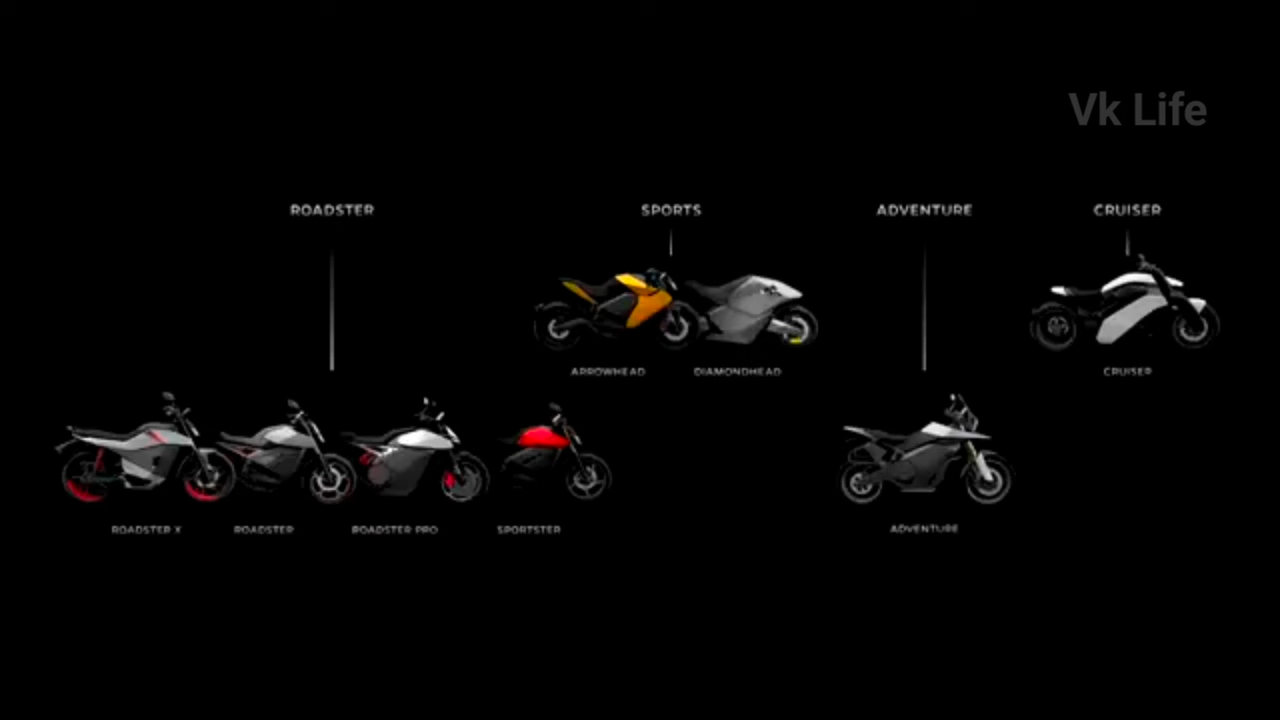 Vk Life
ROADSTER
SPORTS
ADVENTURE
CRUISER
ARROWHEAD
DIAMONDHEAD
CRUISER
ROADSTER X
ROADSTER
ROADSTER PRO
SPORTSTER
ADVENTURE